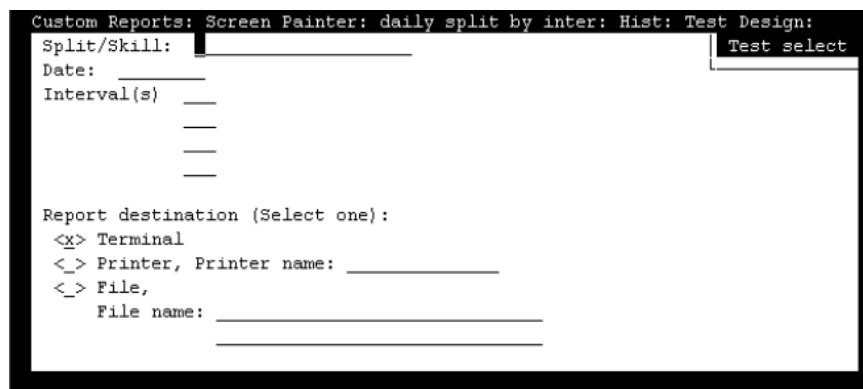 Custom Reports: Screen Painter: daily split by inter: Hist: Test Design:
Split/Skill: Test select
Date:
Interval(s)
Report destination (Select one):
<x> Terminal
<_> Printer, Printer name:
<_> File,
File name: